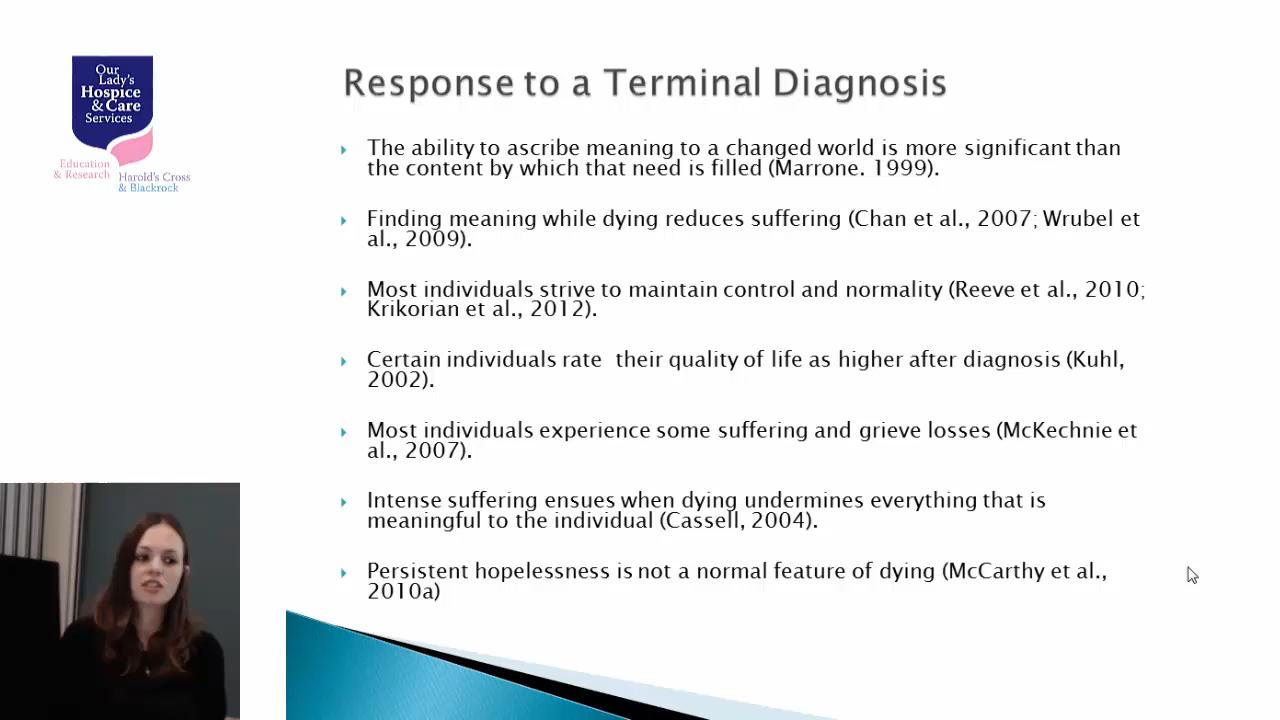 Our
Lady's
Hospice
& Care
Services
Education
& Research
Harold's Cross
& Blackrock
Response to a Terminal Diagnosis
The ability to ascribe meaning to a changed world is more significant than
the content by which that need is filled (Marrone. 1999).
Finding meaning while dying reduces suffering (Chan et al., 2007; Wrubel et
al., 2009).
Most individuals strive to maintain control and normality (Reeve et al., 2010;
Krikorian et al., 2012).
Certain individuals rate  their quality of life as higher after diagnosis (Kuhl,
2002).
Most individuals experience some suffering and grieve losses (McKechnie et
al., 2007).
Intense suffering ensues when dying undermines everything that is
meaningful to the individual (Cassell, 2004).
Persistent hopelessness is not a normal feature of dying (McCarthy et al.,
2010a)